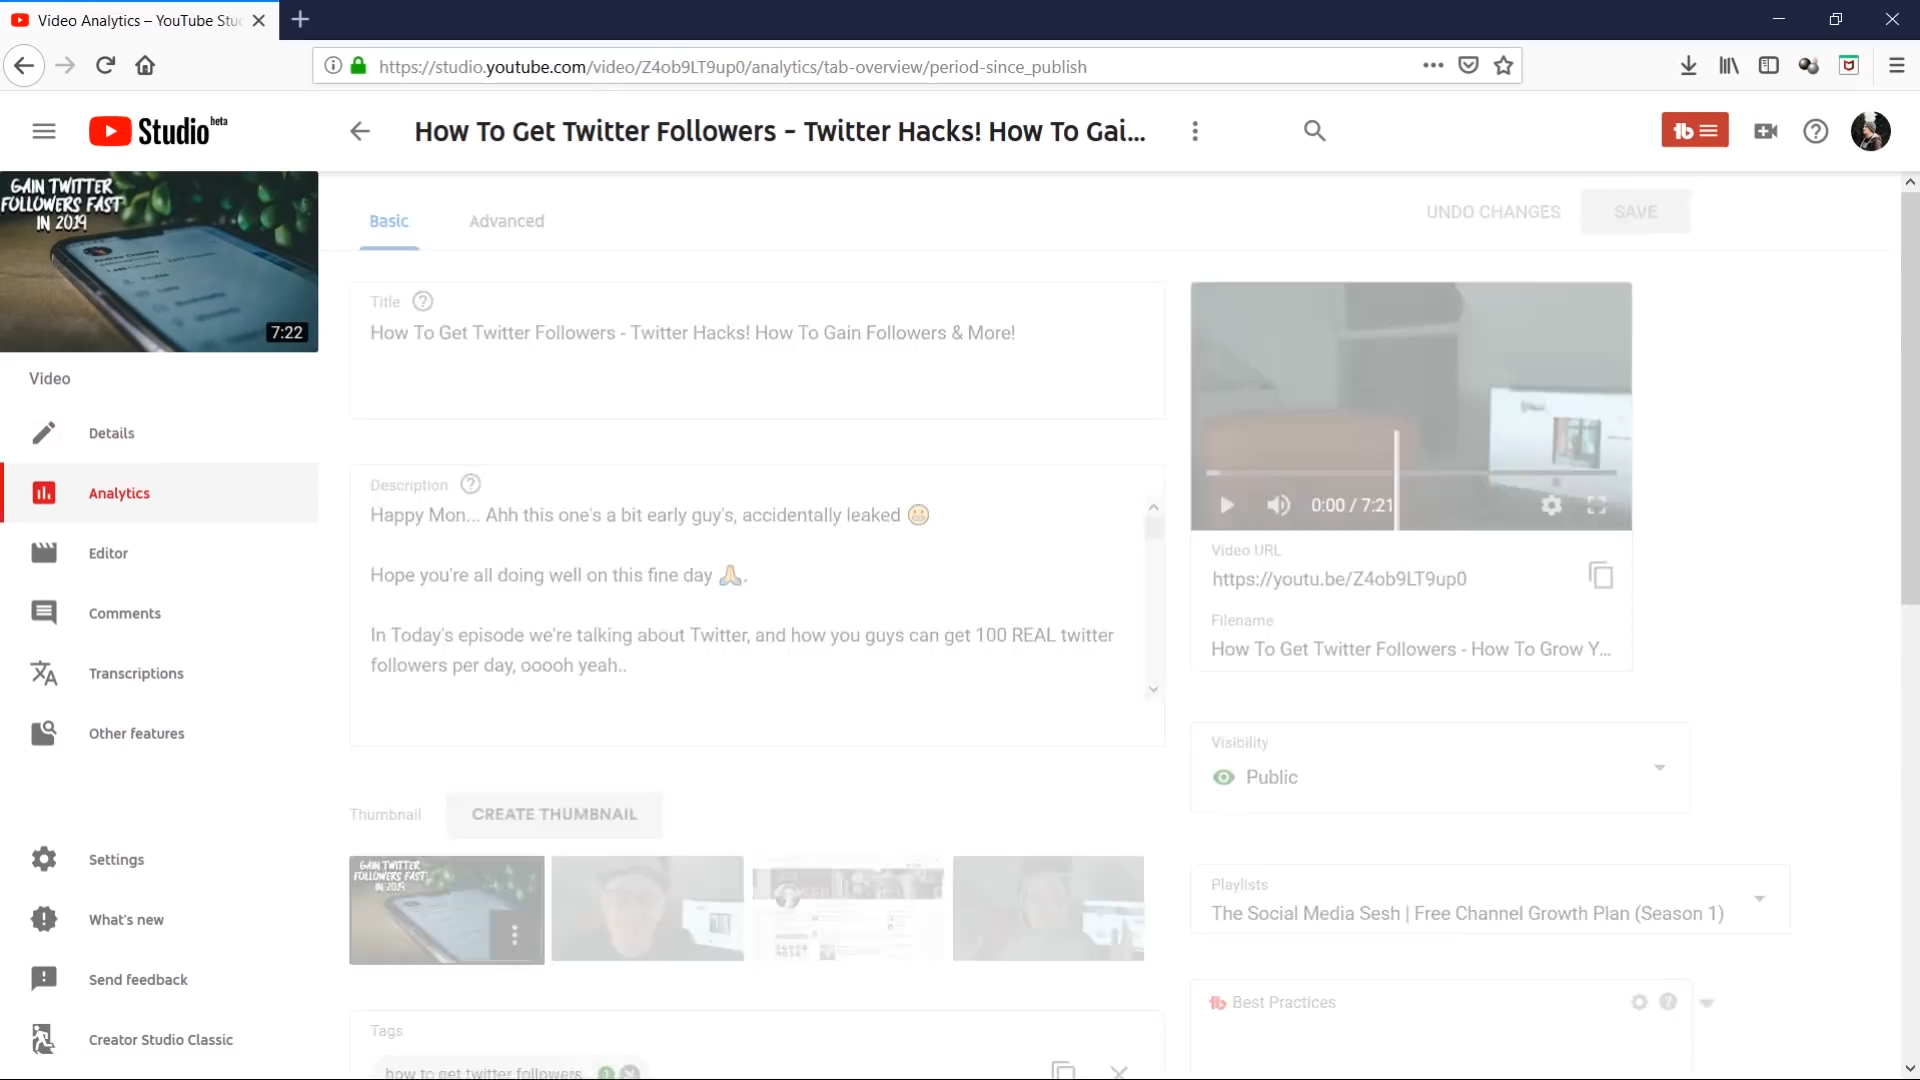 Video Analytics – YouTube Stu
https://studio.youtube.com/video/Z4ob9LT9up0/analytics/tab-overview/period-since_publish
Studio beta
How To Get Twitter Followers - Twitter Hacks! How To Gai...
GAIN TWITTER
FOLLOWERS FAST
IN 2019
7:22
Video
Details
Analytics
Editor
Comments
Transcriptions
Other features
Settings
What's new
Send feedback
Creator Studio Classic
Basic
Advanced
UNDO CHANGES
SAVE
Title
How To Get Twitter Followers - Twitter Hacks! How To Gain Followers & More!
Description
Happy Mon... Ahh this one's a bit early guy's, accidentally leaked 😬
Hope you're all doing well on this fine day 🙏.
In Today's episode we're talking about Twitter, and how you guys can get 100 REAL twitter
followers per day, ooooh yeah..
Thumbnail
CREATE THUMBNAIL
GAIN TWITTER
FOLLOWERS FAST
IN 2019
Tags
how to get twitter followers
0:00 / 7:21
Video URL
https://youtu.be/Z4ob9LT9up0
Filename
How To Get Twitter Followers - How To Grow Y...
Visibility
Public
Playlists
The Social Media Sesh | Free Channel Growth Plan (Season 1)
Best Practices